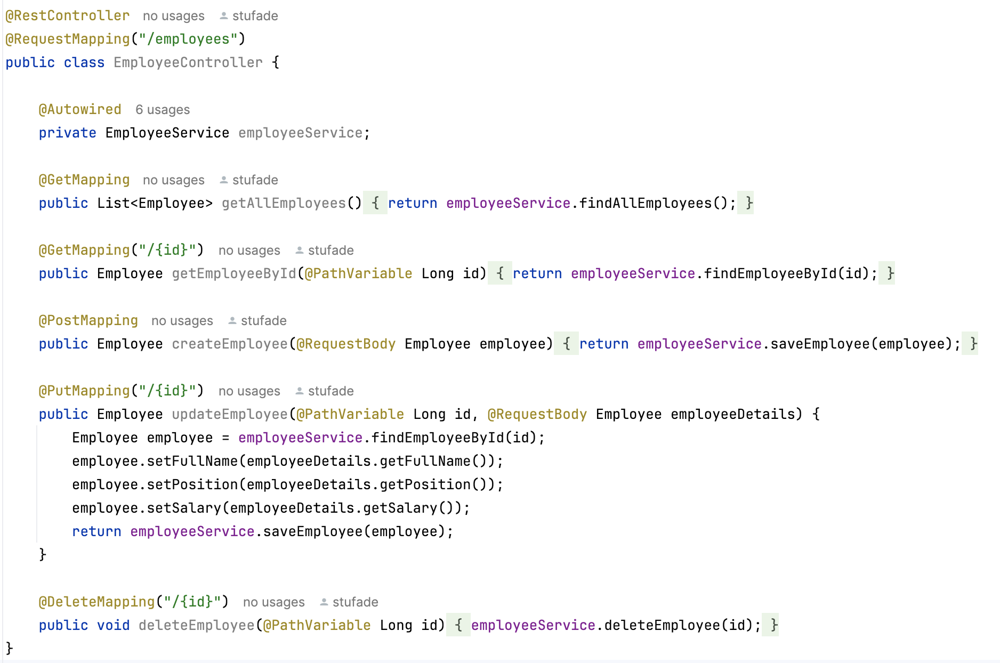 @RestController no usages stufade
@RequestMapping("/employees")
public class EmployeeController {
@Autowired 6 usages
private EmployeeService employeeService;
@GetMapping no usages stufade
public List<Employee> getAllEmployees() { return employeeService.findAllEmployees(); }
@GetMapping("/{id}") no usages stufade
public Employee getEmployeeById(@PathVariable Long id) { return employeeService.findEmployeeById(id); }
@PostMapping no usages stufade
public Employee createEmployee(@RequestBody Employee employee) { return employeeService.saveEmployee(employee); }
@PutMapping("/{id}") no usages stufade
public Employee updateEmployee(@PathVariable Long id, @RequestBody Employee employeeDetails) {
Employee employee = employeeService.findEmployeeById(id);
employee.setFullName(employeeDetails.getFullName());
employee.setPosition(employeeDetails.getPosition());
employee.setSalary(employeeDetails.getSalary());
return employeeService.saveEmployee(employee);
}
@DeleteMapping("/{id}") no usages stufade
public void deleteEmployee(@PathVariable Long id) { employeeService.deleteEmployee(id); }
}